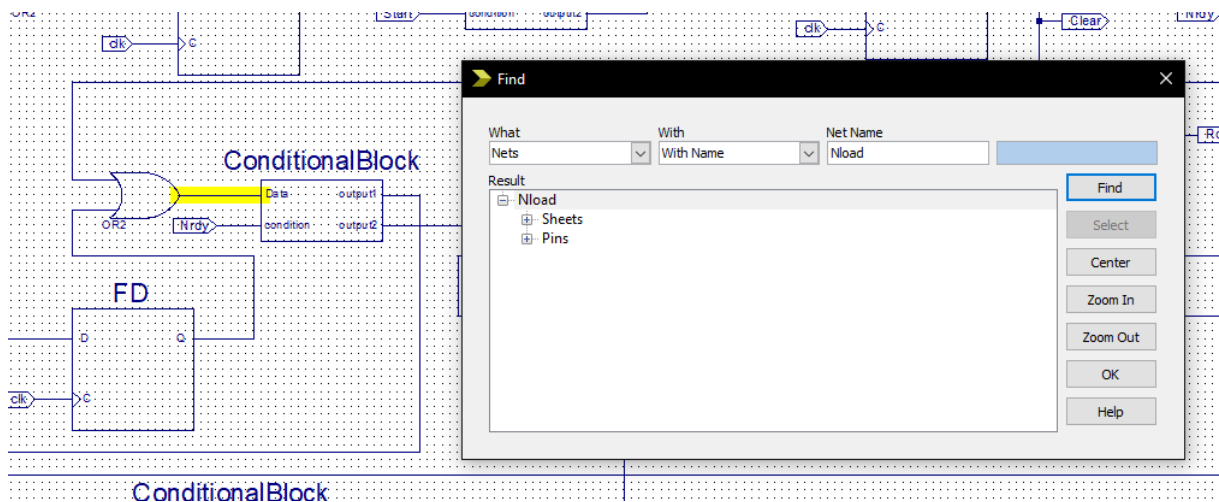 OR2
Start
condition
output2
clk
C
clk
C
Clear
Nrdy
Find
What
With
Net Name
Nets
With Name
Nload
Result
Nload
Sheets
Pins
Find
Select
Center
Zoom In
Zoom Out
OK
Help
ConditionalBlock
Data
output1
OR2
Nrdy
condition
output2
FD
D
Q
clk
C
ConditionalBlock